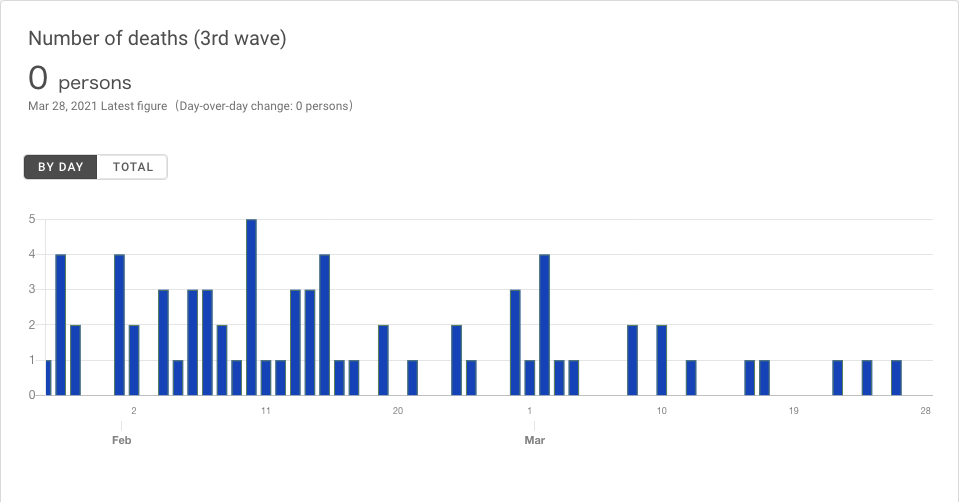 Number of deaths (3rd wave)
0 persons
Mar 28, 2021 Latest figure（Day-over-day change: 0 persons）
BY DAY TOTAL
5
4
3
2
1
0
2 11 20 1 10 19 28
Feb Mar